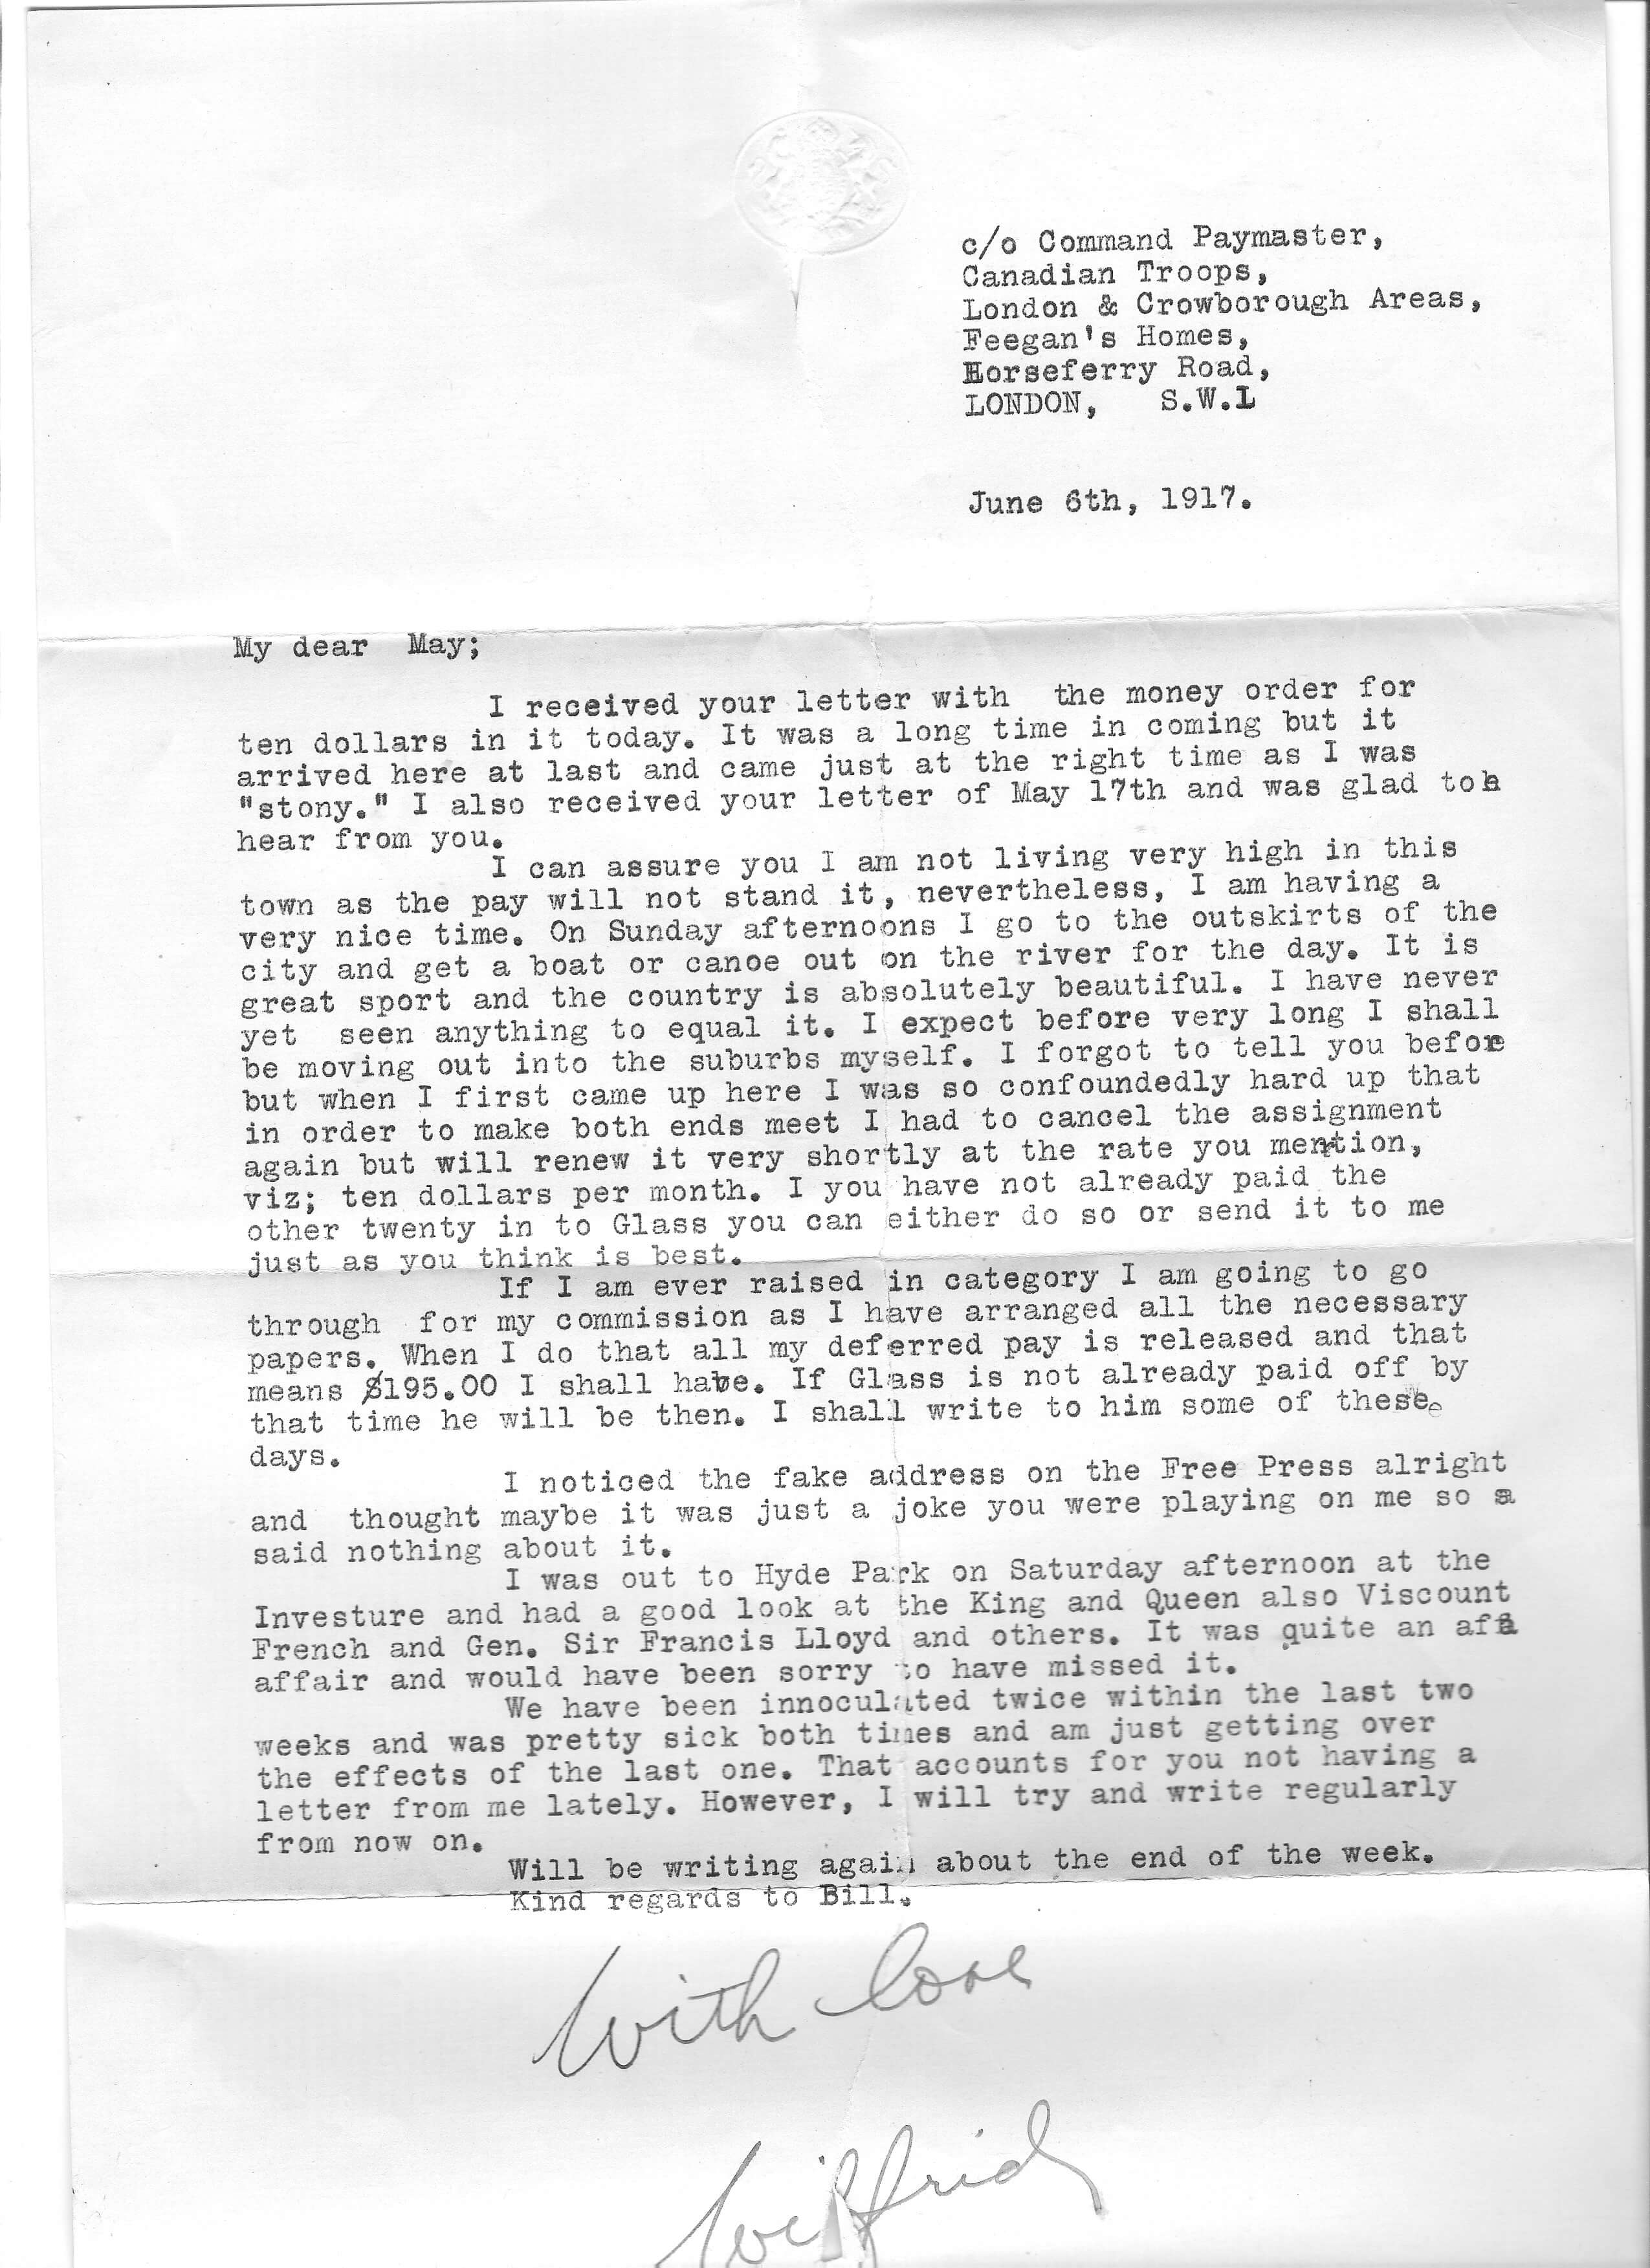 c/o Command Paymaster,
Canadian Troops,
London & Crowborough Areas,
Feegan's Homes,
Horseferry Road,
LONDON, S.W.1
June 6th, 1917.
My dear May;
I received your letter with the money order for
ten dollars in it today. It was a long time in coming but it
arrived here at last and came just at the right time as I was
"stony." I also received your letter of May 17th and was glad toh
hear from you.
I can assure you I am not living very high in this
town as the pay will not stand it, nevertheless, I am having a
very nice time. On Sunday afternoons I go to the outskirts of the
city and get a boat or canoe out on the river for the day. It is
great sport and the country is absolutely beautiful. I have never
yet seen anything to equal it. I expect before very long I shall
be moving out into the suburbs myself. I forgot to tell you before
but when I first came up here I was so confoundedly hard up that
in order to make both ends meet I had to cancel the assignment
again but will renew it very shortly at the rate you mention,
viz; ten dollars per month. I you have not already paid the
other twenty in to Glass you can either do so or send it to me
just as you think is best.
If I am ever raised in category I am going to go
through for my commission as I have arranged all the necessary
papers. When I do that all my deferred pay is released and that
means $195.00 I shall have. If Glass is not already paid off by
that time he will be then. I shall write to him some of these
days.
I noticed the fake address on the Free Press alright
and thought maybe it was just a joke you were playing on me so s
said nothing about it.
I was out to Hyde Park on Saturday afternoon at the
Investure and had a good look at the King and Queen also Viscount
French and Gen. Sir Francis Lloyd and others. It was quite an affa
affair and would have been sorry to have missed it.
We have been innoculated twice within the last two
weeks and was pretty sick both times and am just getting over
the effects of the last one. That accounts for you not having a
letter from me lately. However, I will try and write regularly
from now on.
Will be writing again about the end of the week.
Kind regards to Bill.
With love
Wilfrid